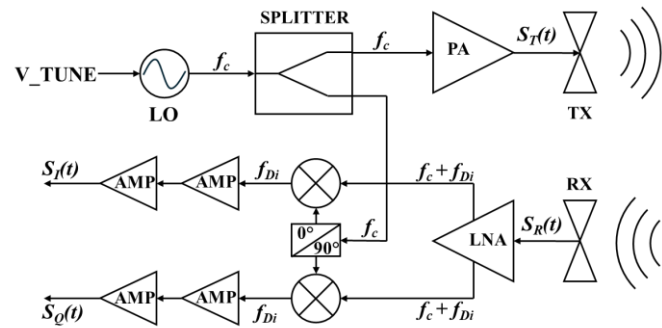 SPLITTER
V_TUNE
f_c
f_c
PA
S_T(t)
LO
TX
S_I(t)
AMP
AMP
f_Di
f_c + f_Di
RX
0°
90°
f_c
LNA
S_R(t)
S_Q(t)
AMP
AMP
f_Di
f_c + f_Di